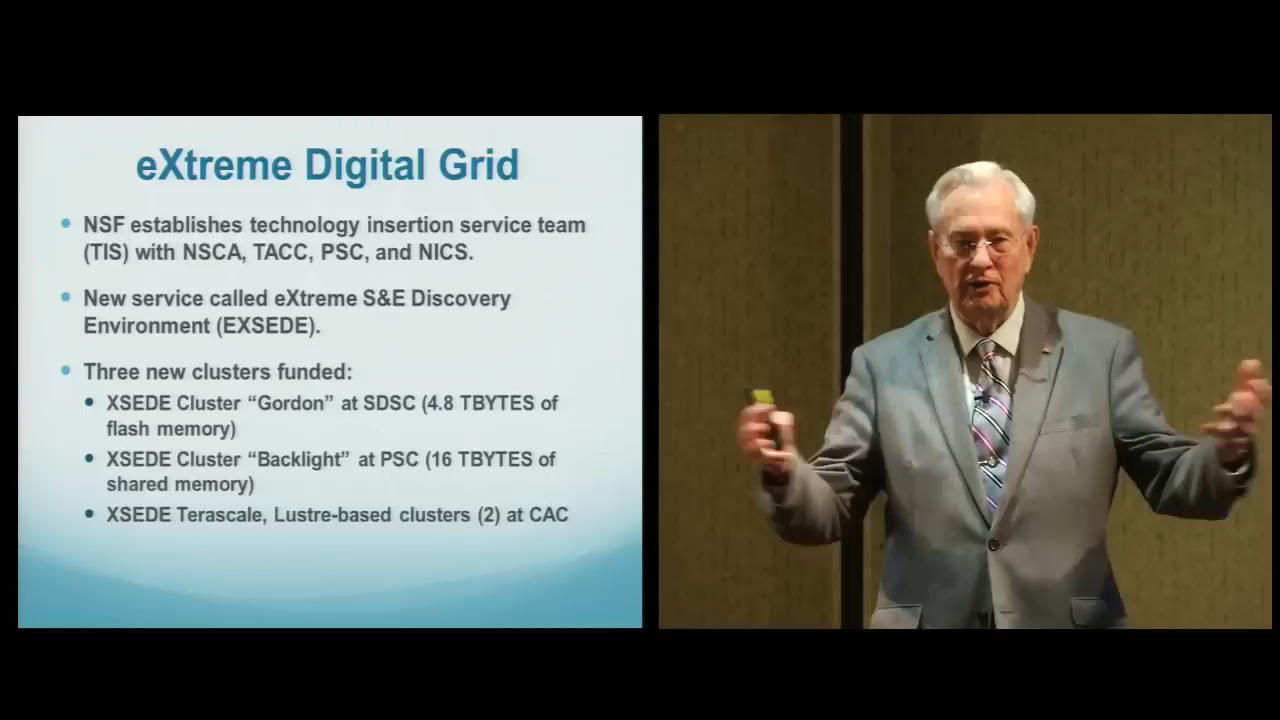 eXtreme Digital Grid
NSF establishes technology insertion service team
(TIS) with NSCA, TACC, PSC, and NICS.
New service called eXtreme S&E Discovery
Environment (EXSEDE).
Three new clusters funded:
XSEDE Cluster “Gordon” at SDSC (4.8 TBYTES of
flash memory)
XSEDE Cluster “Backlight” at PSC (16 TBYTES of
shared memory)
XSEDE Terascale, Lustre-based clusters (2) at CAC